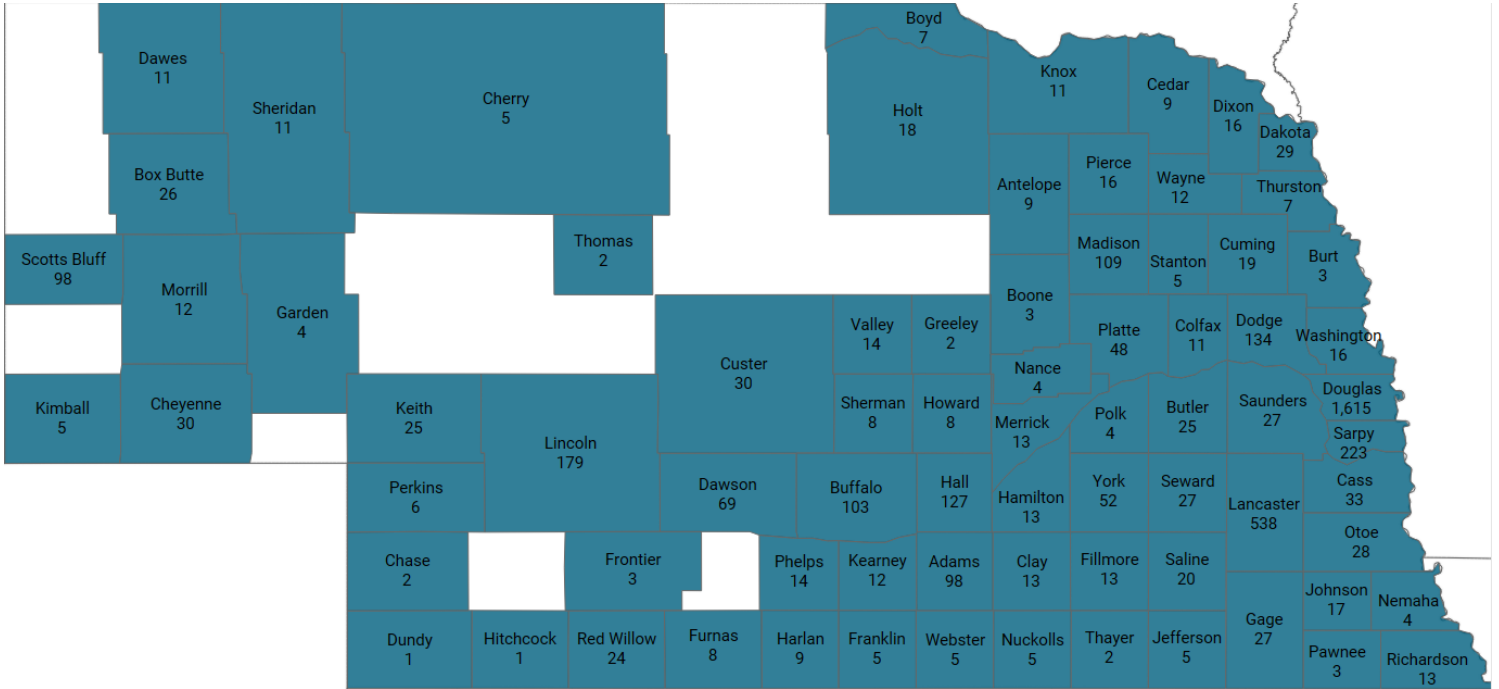 Boyd
7
Dawes
11
Knox
11
Cedar
9
Cherry
5
Sheridan
11
Holt
18
Dixon
16
Dakota
29
Box Butte
26
Pierce
16
Wayne
12
Antelope
9
Thurston
7
Thomas
2
Madison
109
Cuming
19
Scotts Bluff
98
Stanton
5
Burt
3
Morrill
12
Boone
3
Garden
4
Valley
14
Greeley
2
Platte
48
Colfax
11
Dodge
134
Washington
16
Custer
30
Nance
4
Douglas
1,615
Kimball
5
Cheyenne
30
Keith
25
Sherman
8
Howard
8
Merrick
13
Polk
4
Butler
25
Saunders
27
Sarpy
223
Lincoln
179
Perkins
6
Dawson
69
Buffalo
103
Hall
127
Hamilton
13
York
52
Seward
27
Lancaster
538
Cass
33
Otoe
28
Chase
2
Frontier
3
Phelps
14
Kearney
12
Adams
98
Clay
13
Fillmore
13
Saline
20
Johnson
17
Nemaha
4
Dundy
1
Hitchcock
1
Red Willow
24
Furnas
8
Harlan
9
Franklin
5
Webster
5
Nuckolls
5
Thayer
2
Jefferson
5
Gage
27
Pawnee
3
Richardson
13